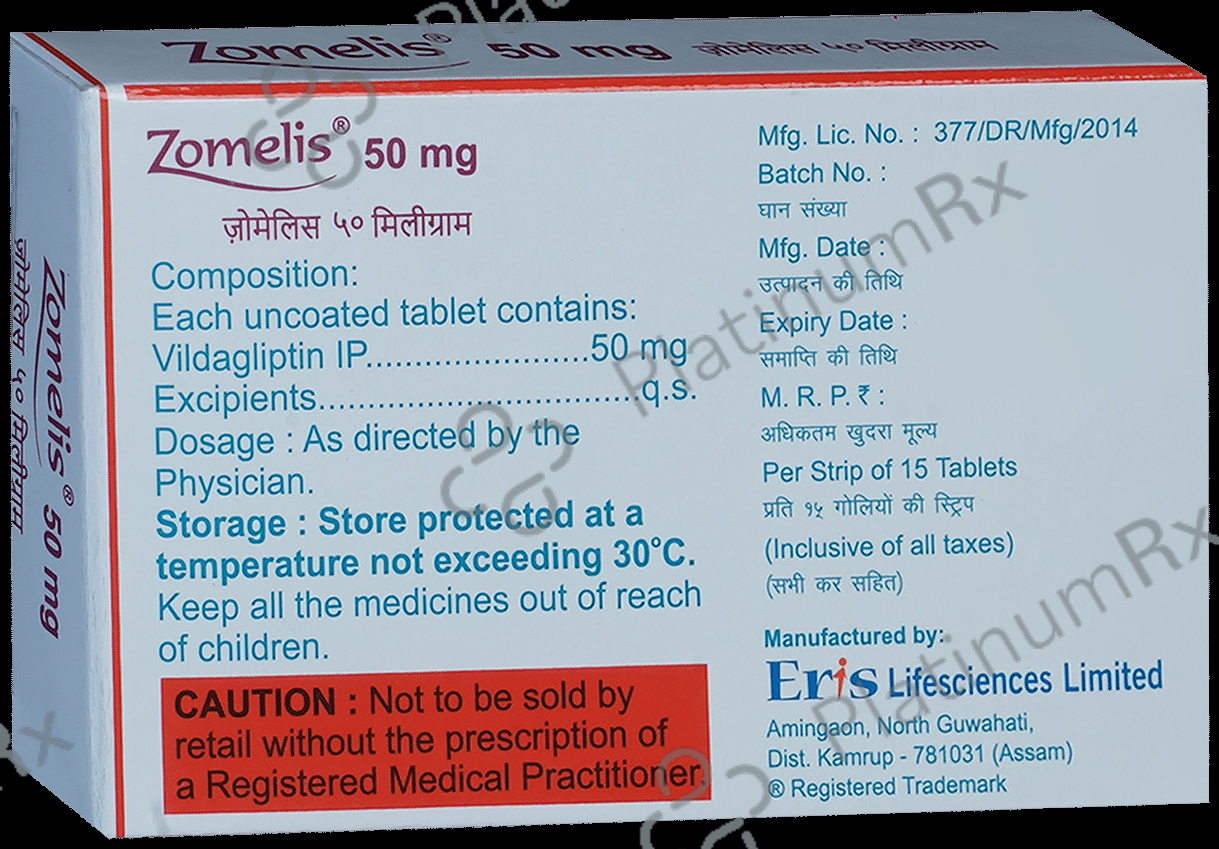 Zomelis® 50 mg ज़ोमेलिस ५० मिलीग्राम
Zomelis® 50 mg
ज़ोमेलिस ५० मिलीग्राम
Composition:
Each uncoated tablet contains:
Vildagliptin IP......................50 mg
Excipients.................................q.s.
Dosage : As directed by the
Physician.
Storage : Store protected at a
temperature not exceeding 30°C.
Keep all the medicines out of reach
of children.
CAUTION : Not to be sold by
retail without the prescription of
a Registered Medical Practitioner.
Mfg. Lic. No. : 377/DR/Mfg/2014
Batch No. :
घान संख्या
Mfg. Date :
उत्पादन की तिथि
Expiry Date :
समाप्ति की तिथि
M. R. P. ₹ :
अधिकतम खुदरा मूल्य
Per Strip of 15 Tablets
प्रति १५ गोलियों की स्ट्रिप
(Inclusive of all taxes)
(सभी कर सहित)
Manufactured by:
Eris Lifesciences Limited
Amingaon, North Guwahati,
Dist. Kamrup - 781031 (Assam)
® Registered Trademark
Zomelis® 50 mg
ज़ोमेलिस ५० मिलीग्राम
PlatinumRx
PlatinumRx